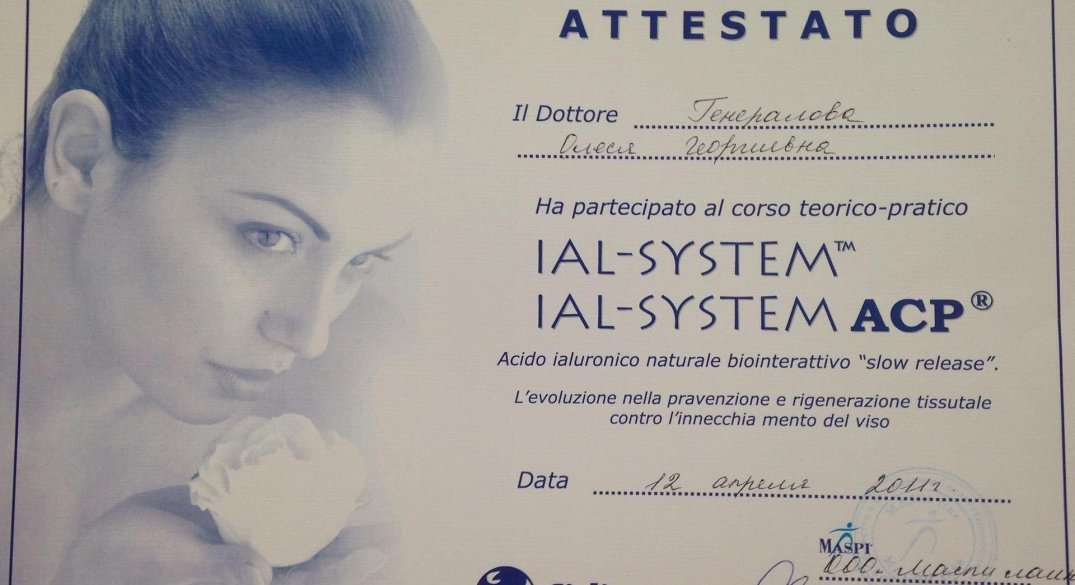 ATTESTATO
Il Dottore Генералова
Олеся Георгиевна
Ha partecipato al corso teorico-pratico
IAL-SYSTEM™
IAL-SYSTEM ACP®
Acido ialuronico naturale biointerattivo “slow release”.
L’evoluzione nella pravenzione e rigenerazione tissutale
contro l’innecchia mento del viso
Data 12 апреля 2011г.
MASPI
ООО